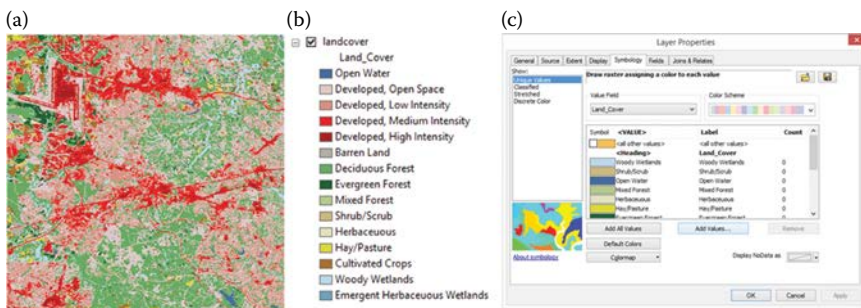 (a)
(b)
landcover
Land_Cover
Open Water
Developed, Open Space
Developed, Low Intensity
Developed, Medium Intensity
Developed, High Intensity
Barren Land
Deciduous Forest
Evergreen Forest
Mixed Forest
Shrub/Scrub
Herbaceuous
Hay/Pasture
Cultivated Crops
Woody Wetlands
Emergent Herbaceuous Wetlands
(c)
Layer Properties
General Source Extent Display Symbology Fields Joins & Relates
Show:
Unique Values
Classified
Stretched
Discrete Color
Draw raster assigning a color to each value
Value Field
Color Scheme
Land_Cover
Symbol <VALUE> Label Count
<all other values> <all other values>
<Heading> Land_Cover
Woody Wetlands Woody Wetlands 0
Shrub/Scrub Shrub/Scrub 0
Open Water Open Water 0
Mixed Forest Mixed Forest 0
Herbaceuous Herbaceuous 0
Hay/Pasture Hay/Pasture 0
Evergreen Forest Evergreen Forest 0
Add All Values Add Values... Remove
Default Colors
Colormap
Display NoData as
About symbology
OK Cancel Apply